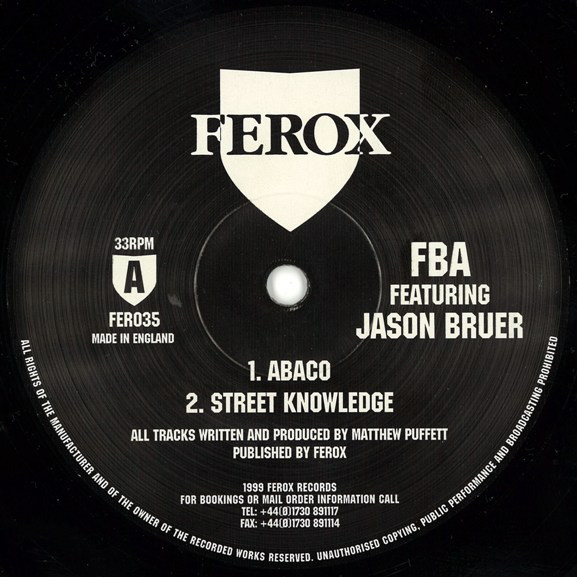 FEROX
33RPM
A
FER035
MADE IN ENGLAND
FBA
FEATURING
JASON BRUER
1. ABACO
2. STREET KNOWLEDGE
ALL TRACKS WRITTEN AND PRODUCED BY MATTHEW PUFFETT
PUBLISHED BY FEROX
1999 FEROX RECORDS
FOR BOOKINGS OR MAIL ORDER INFORMATION CALL
TEL: +44(0)1730 891117
FAX: +44(0)1730 891114
ALL RIGHTS OF THE MANUFACTURER AND OF THE OWNER OF THE RECORDED WORKS RESERVED. UNAUTHORISED COPYING, PUBLIC PERFORMANCE AND BROADCASTING PROHIBITED